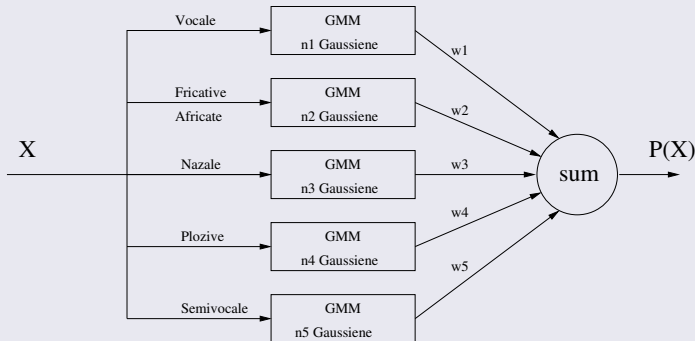 Vocale
GMM
n1 Gaussiene
w1
Fricative
Africate
GMM
n2 Gaussiene
w2
X
Nazale
GMM
n3 Gaussiene
w3
sum
P(X)
Plozive
GMM
n4 Gaussiene
w4
Semivocale
GMM
n5 Gaussiene
w5